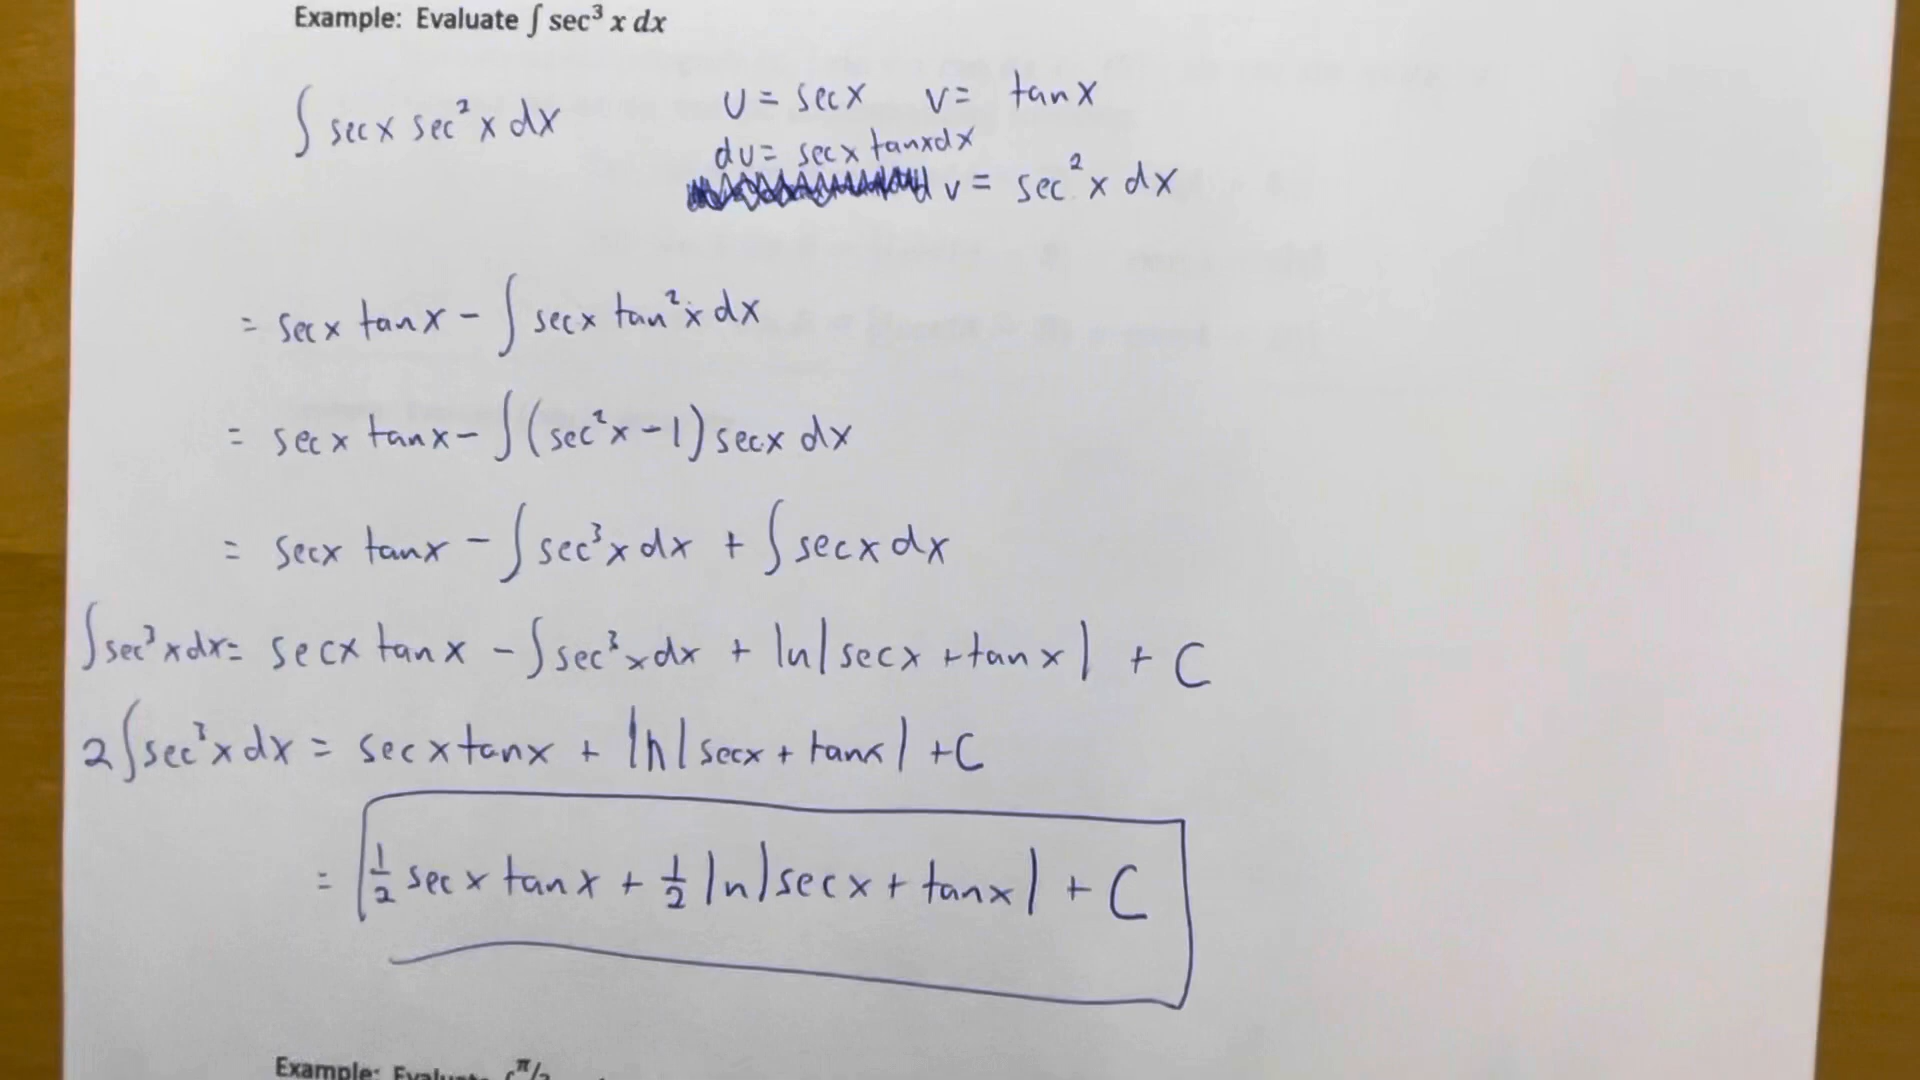 Example: Evaluate ∫ sec³ x dx
∫ sec x sec² x dx
u = sec x v = tan x
du = sec x tan x dx
dv = sec² x dx
= sec x tan x - ∫ sec x tan² x dx
= sec x tan x - ∫ (sec² x - 1) sec x dx
= sec x tan x - ∫ sec³ x dx + ∫ sec x dx
∫ sec³ x dx = sec x tan x - ∫ sec³ x dx + ln|sec x + tan x| + C
2 ∫ sec³ x dx = sec x tan x + ln|sec x + tan x| + C
= ½ sec x tan x + ½ ln|sec x + tan x| + C
Example: